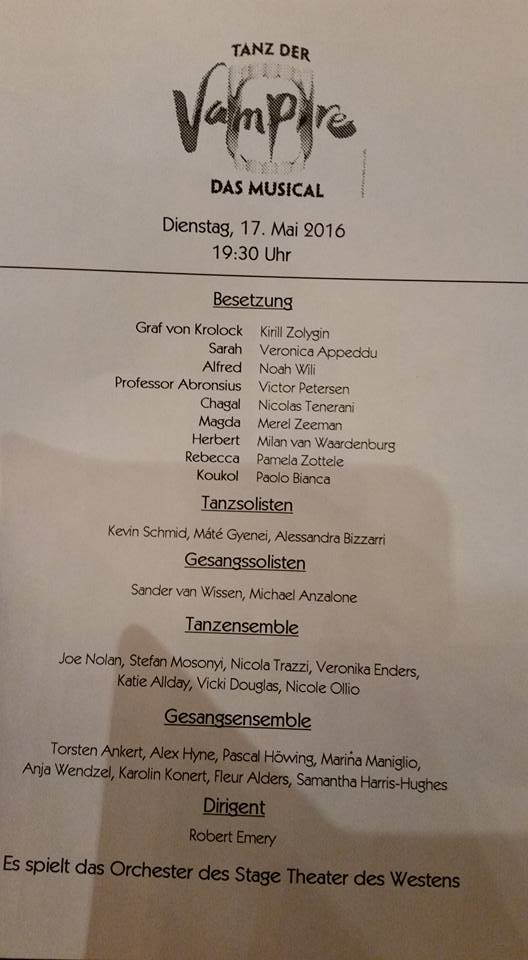 TANZ DER
Vampire
DAS MUSICAL
Dienstag, 17. Mai 2016
19:30 Uhr
Besetzung
Graf von Krolock Kirill Zolygin
Sarah Veronica Appeddu
Alfred Noah Wili
Professor Abronsius Victor Petersen
Chagal Nicolas Tenerani
Magda Merel Zeeman
Herbert Milan van Waardenburg
Rebecca Pamela Zottele
Koukol Paolo Bianca
Tanzsolisten
Kevin Schmid, Máté Gyenei, Alessandra Bizzarri
Gesangssolisten
Sander van Wissen, Michael Anzalone
Tanzensemble
Joe Nolan, Stefan Mosonyi, Nicola Trazzi, Veronika Enders,
Katie Allday, Vicki Douglas, Nicole Ollio
Gesangsensemble
Torsten Ankert, Alex Hyne, Pascal Höwing, Marina Maniglio,
Anja Wendzel, Karolin Konert, Fleur Alders, Samantha Harris-Hughes
Dirigent
Robert Emery
Es spielt das Orchester des Stage Theater des Westens